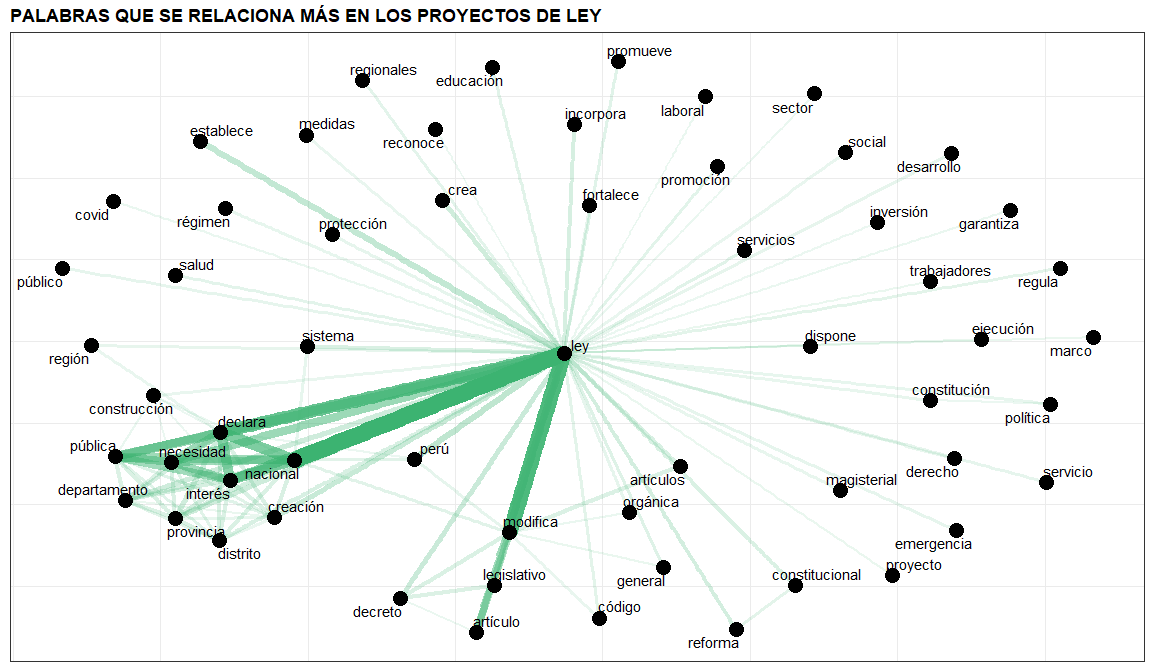 PALABRAS QUE SE RELACIONA MÁS EN LOS PROYECTOS DE LEY
promueve
regionales
educación
laboral
sector
incorpora
establece
medidas
reconoce
social
desarrollo
promoción
crea
fortalece
covid
régimen
protección
inversión
garantiza
servicios
público
salud
trabajadores
regula
región
sistema
ley
dispone
ejecución
marco
construcción
constitución
política
declara
pública
necesidad
nacional
perú
departamento
interés
artículos
derecho
servicio
magisterial
creación
orgánica
provincia
modifica
distrito
emergencia
proyecto
legislativo
general
constitucional
decreto
artículo
código
reforma